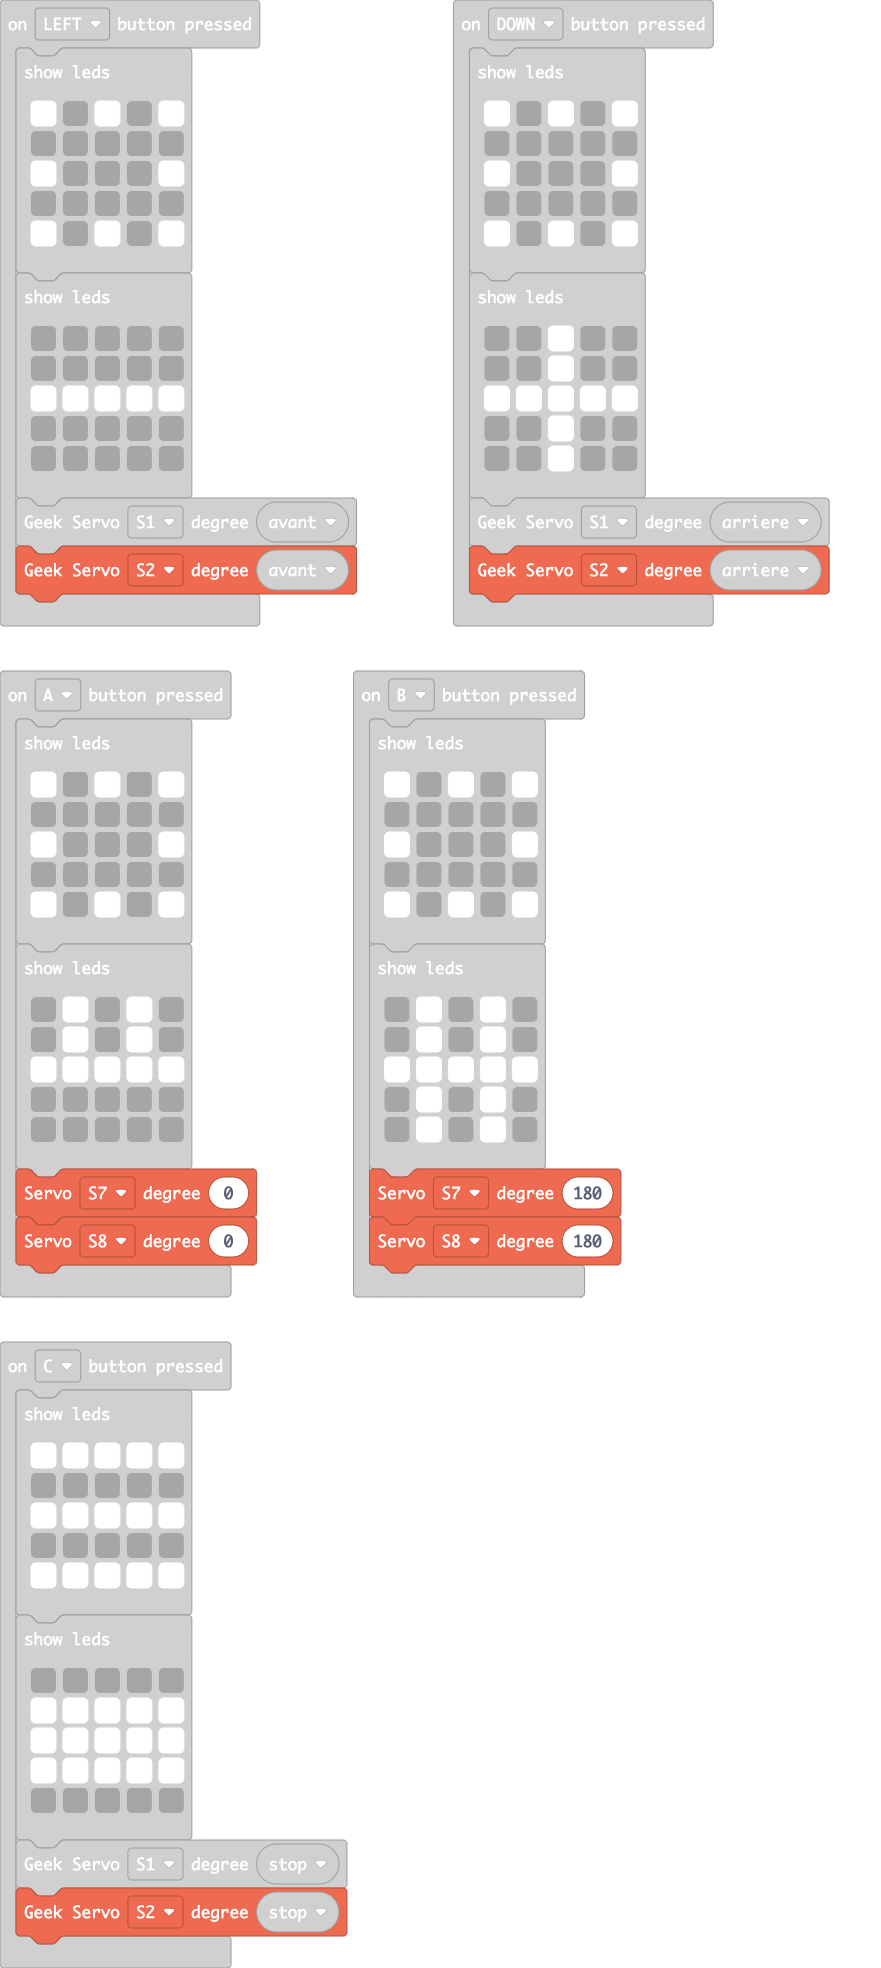 on LEFT button pressed
show leds
show leds
Geek Servo S1 degree avant
Geek Servo S2 degree avant
on DOWN button pressed
show leds
show leds
Geek Servo S1 degree arriere
Geek Servo S2 degree arriere
on A button pressed
show leds
show leds
Servo S7 degree 0
Servo S8 degree 0
on B button pressed
show leds
show leds
Servo S7 degree 180
Servo S8 degree 180
on C button pressed
show leds
show leds
Geek Servo S1 degree stop
Geek Servo S2 degree stop